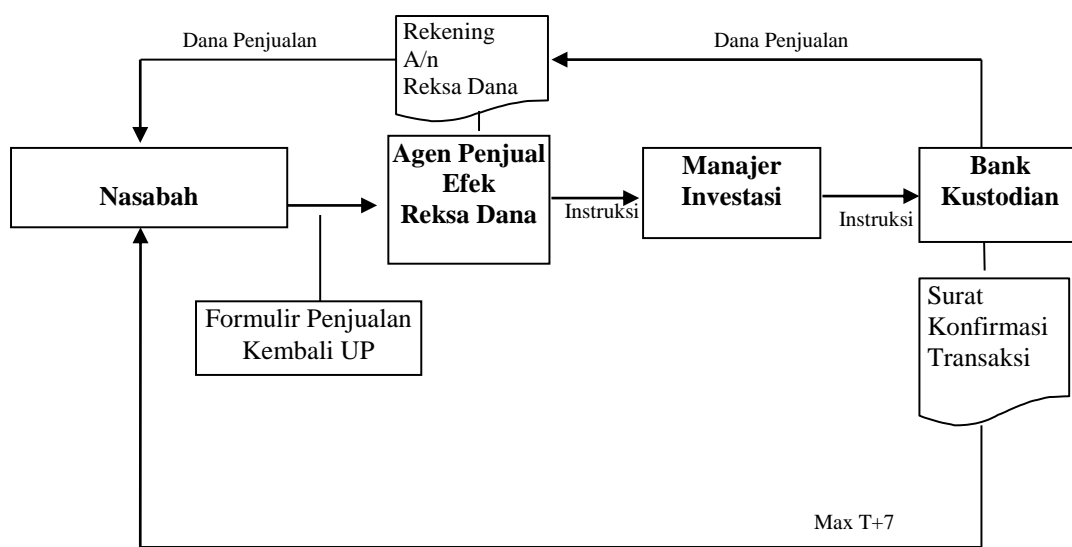 Dana Penjualan
Rekening
A/n
Reksa Dana
Dana Penjualan
Nasabah
Agen Penjual
Efek
Reksa Dana
Instruksi
Manajer
Investasi
Instruksi
Bank
Kustodian
Formulir Penjualan
Kembali UP
Surat
Konfirmasi
Transaksi
Max T+7